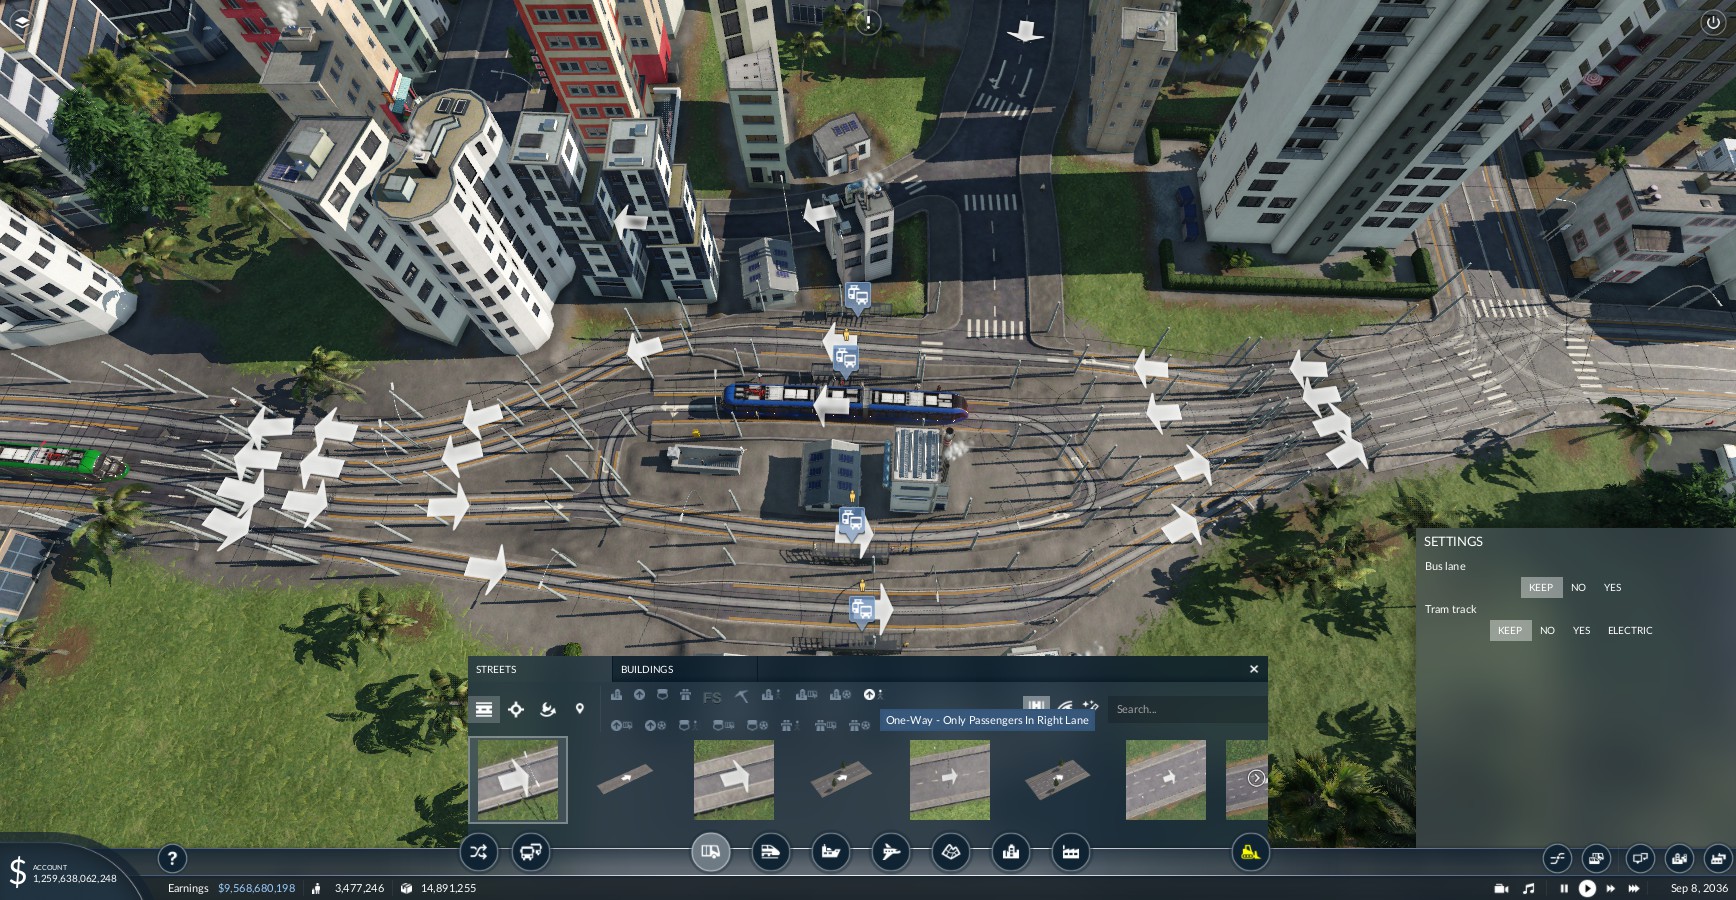 SETTINGS
Bus lane
KEEP NO YES
Tram track
KEEP NO YES ELECTRIC
STREETS BUILDINGS
FS
Search...
One-Way - Only Passengers In Right Lane
ACCOUNT
$ 1,259,638,062,248
?
Earnings $9,568,680,198 3,477,246 14,891,255
Sep 8, 2036